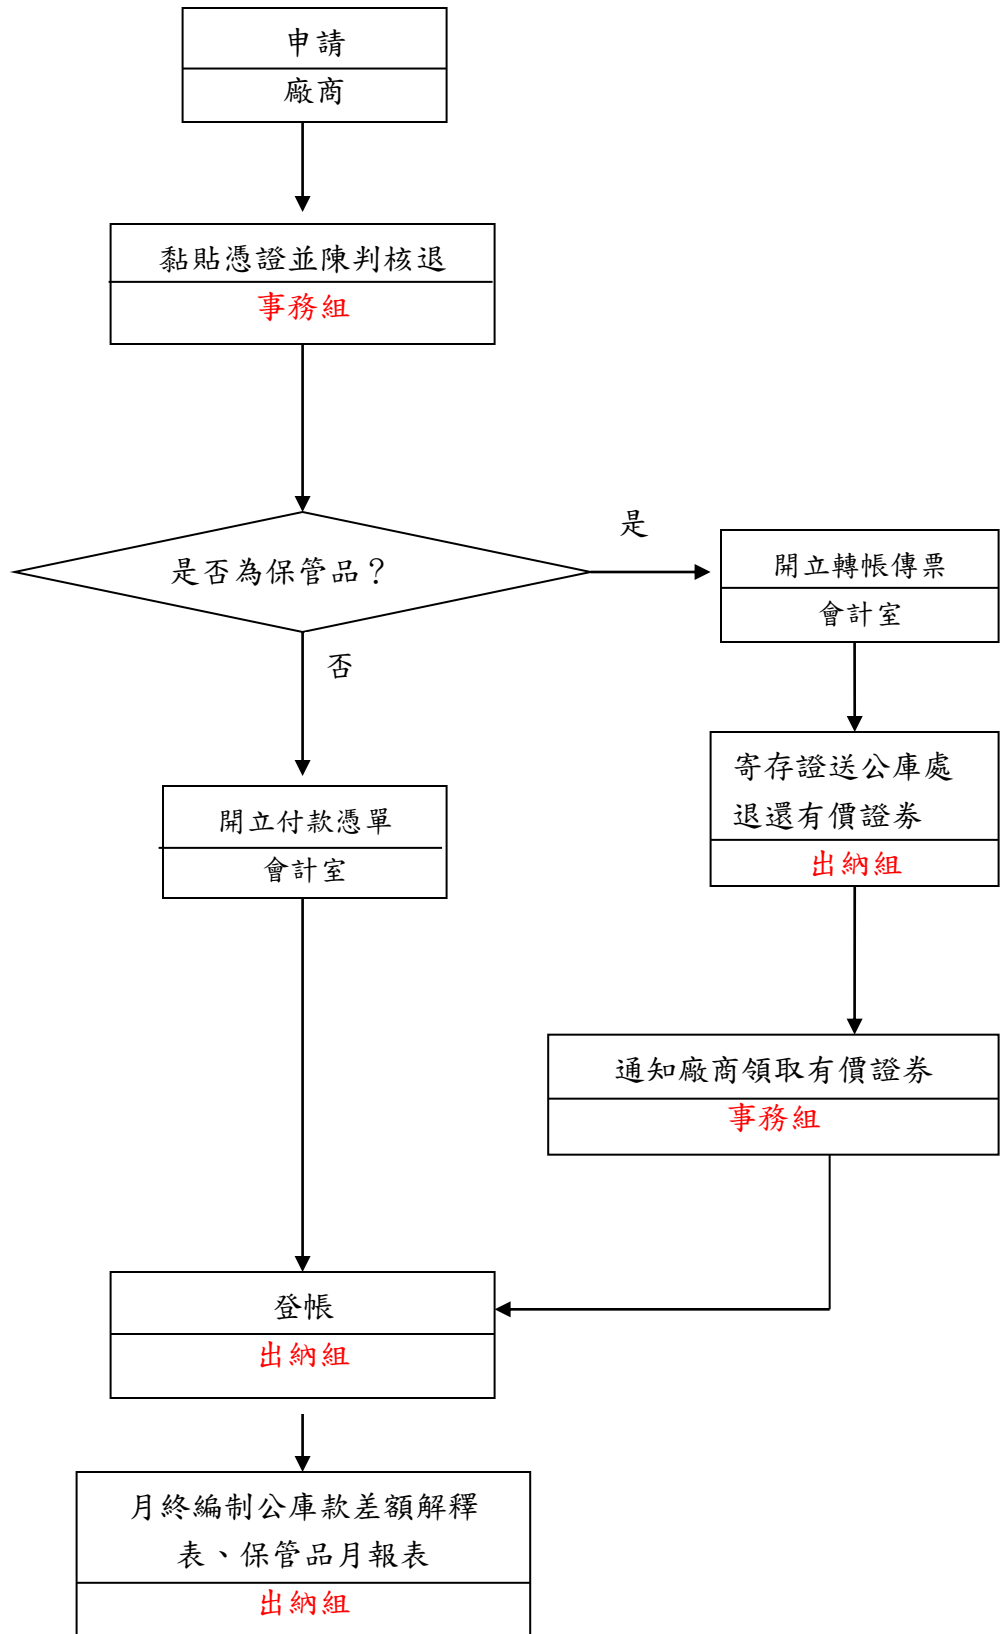 申請
廠商
黏貼憑證並陳判核退
事務組
是否為保管品？
是
否
開立轉帳傳票
會計室
寄存證送公庫處
退還有價證券
出納組
開立付款憑單
會計室
通知廠商領取有價證券
事務組
登帳
出納組
月終編制公庫款差額解釋
表、保管品月報表
出納組